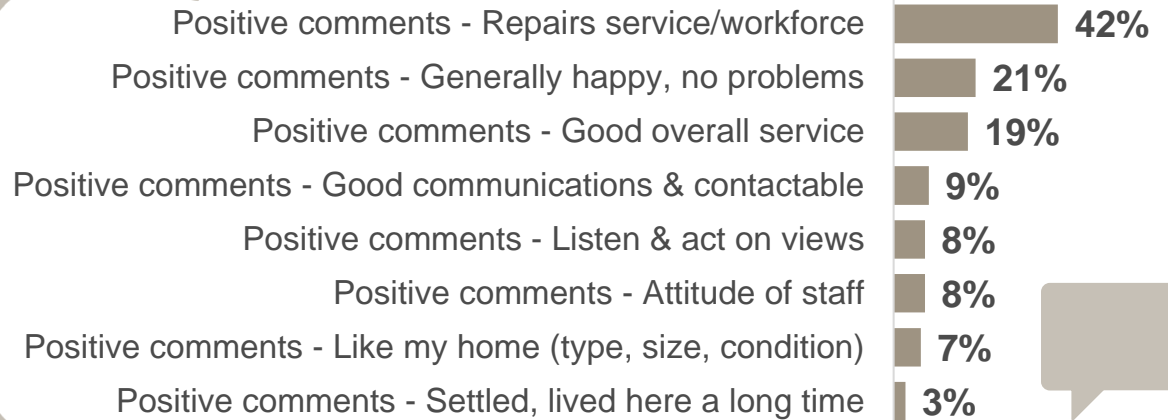 Positive comments - Repairs service/workforce 42%
Positive comments - Generally happy, no problems 21%
Positive comments - Good overall service 19%
Positive comments - Good communications & contactable 9%
Positive comments - Listen & act on views 8%
Positive comments - Attitude of staff 8%
Positive comments - Like my home (type, size, condition) 7%
Positive comments - Settled, lived here a long time 3%